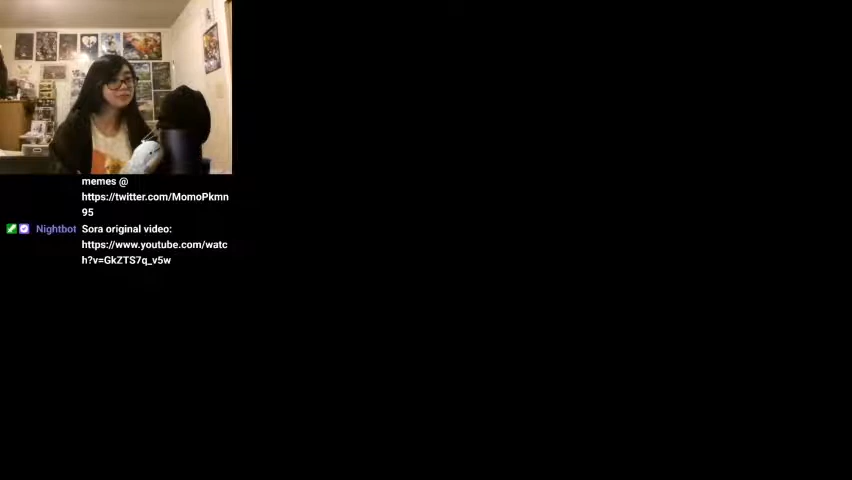 memes @
https://twitter.com/MomoPkmn
95
Nightbot Sora original video:
https://www.youtube.com/watc
h?v=GkZTS7q_v5w